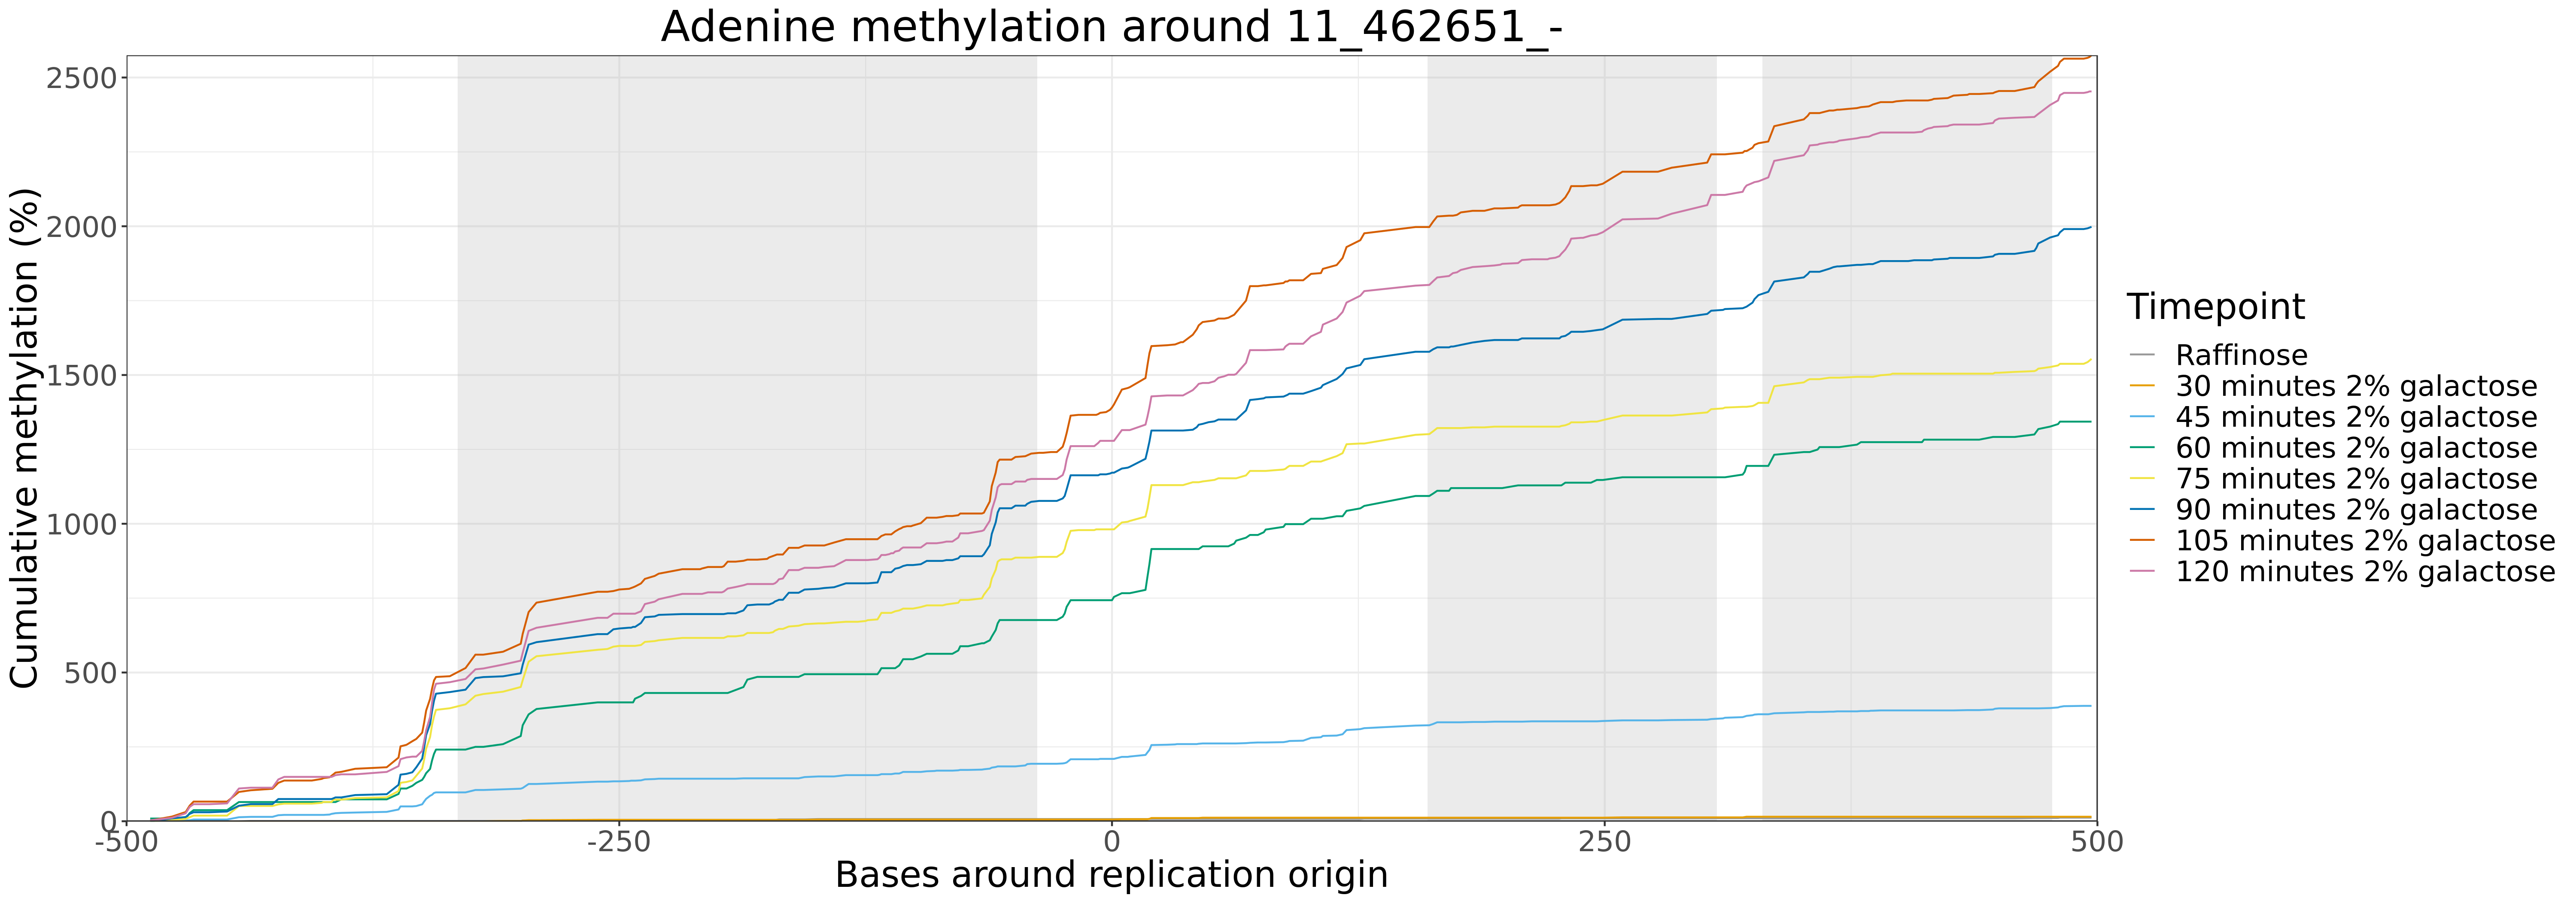 Adenine methylation around 11_462651_-
Cumulative methylation (%)
2500
2000
1500
1000
500
0
-500
-250
0
250
500
Bases around replication origin
Timepoint
Raffinose
30 minutes 2% galactose
45 minutes 2% galactose
60 minutes 2% galactose
75 minutes 2% galactose
90 minutes 2% galactose
105 minutes 2% galactose
120 minutes 2% galactose